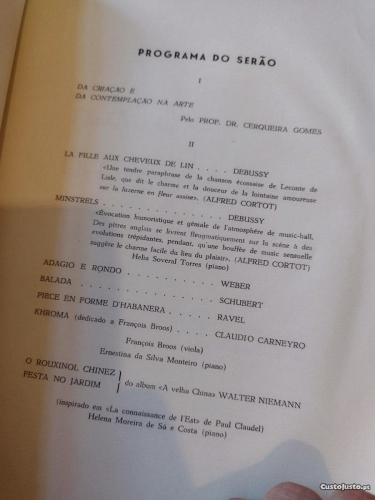 PROGRAMA DO SERÃO
I
DA CRIAÇÃO E
DA CONTEMPLAÇÃO NA ARTE
Pelo PROF. DR. CERQUEIRA GOMES
II
LA FILLE AUX CHEVEUX DE LIN . . . . DEBUSSY
«Une tendre paraphrase de la chanson écossaise de Leconte de
Lisle, que dit le charme et la douceur de la lointaine amoureuse
sur la luzerne en fleur assise». (ALFRED CORTOT)
MINSTRELS . . . . . . . . . DEBUSSY
«Évocation humoristique et géniale de l'atmosphère de music-hall,
Des pitres anglais se livrent flegmatiquement sur la scène à des
evolutions trépidantes, pendant, qu'une bouffée de music sensuelle
suggère le charme facile du lieu du plaisir». (ALFRED CORTOT)
Helia Soveral Torres (piano)
ADAGIO E RONDO . . . . . . . WEBER
BALADA . . . . . . . . . . SCHUBERT
PIECE EN FORME D'HABANERA . . . . RAVEL
KHROMA (dedicado a François Broos) . . . . CLAUDIO CARNEYRO
François Broos (viola)
Ernestina da Silva Monteiro (piano)
O ROUXINOL CHINEZ
FESTA NO JARDIM } do album «A velha China» WALTER NIEMANN
(inspirado em «La connaissance de l'Est» de Paul Claudel)
Helena Moreira de Sá e Costa (piano)
CustoJusto.pt